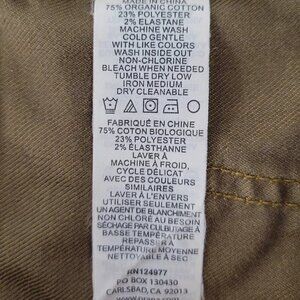 MADE IN CHINA
75% ORGANIC COTTON
23% POLYESTER
2% ELASTANE
MACHINE WASH
COLD GENTLE
WITH LIKE COLORS
WASH INSIDE OUT
NON-CHLORINE
BLEACH WHEN NEEDED
TUMBLE DRY LOW
IRON MEDIUM
DRY CLEANABLE
FABRIQUÉ EN CHINE
75% COTON BIOLOGIQUE
23% POLYESTER
2% ÉLASTHANNE
LAVER À
MACHINE À FROID,
CYCLE DÉLICAT
AVEC DES COULEURS
SIMILAIRES
LAVER À L'ENVERS
UTILISER SEULEMENT
UN AGENT DE BLANCHIMENT
NON CHLORÉ AU BESOIN
SÉCHAGE PAR CULBUTAGE À
BASSE TEMPÉRATURE
REPASSER À
TEMPÉRATURE MOYENNE
NETTOYABLE À SEC
RN124977
PO BOX 130430
CARLSBAD, CA 92013